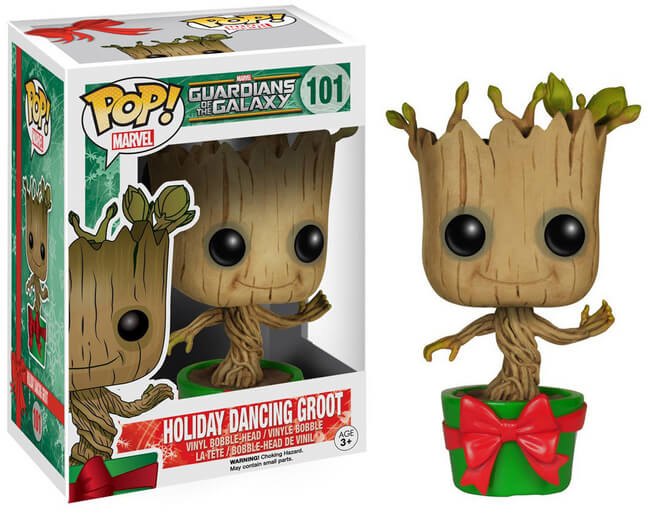 POP!
MARVEL
MARVEL
GUARDIANS
OF THE GALAXY
101
POP!
101
HOLIDAY DANCING GROOT
VINYL BOBBLE-HEAD / VINYLE BOBBLE
LA-TÊTE / BOBBLE-HEAD DE VINIL
AGE
3+
WARNING! Choking Hazard.
May contain small parts.